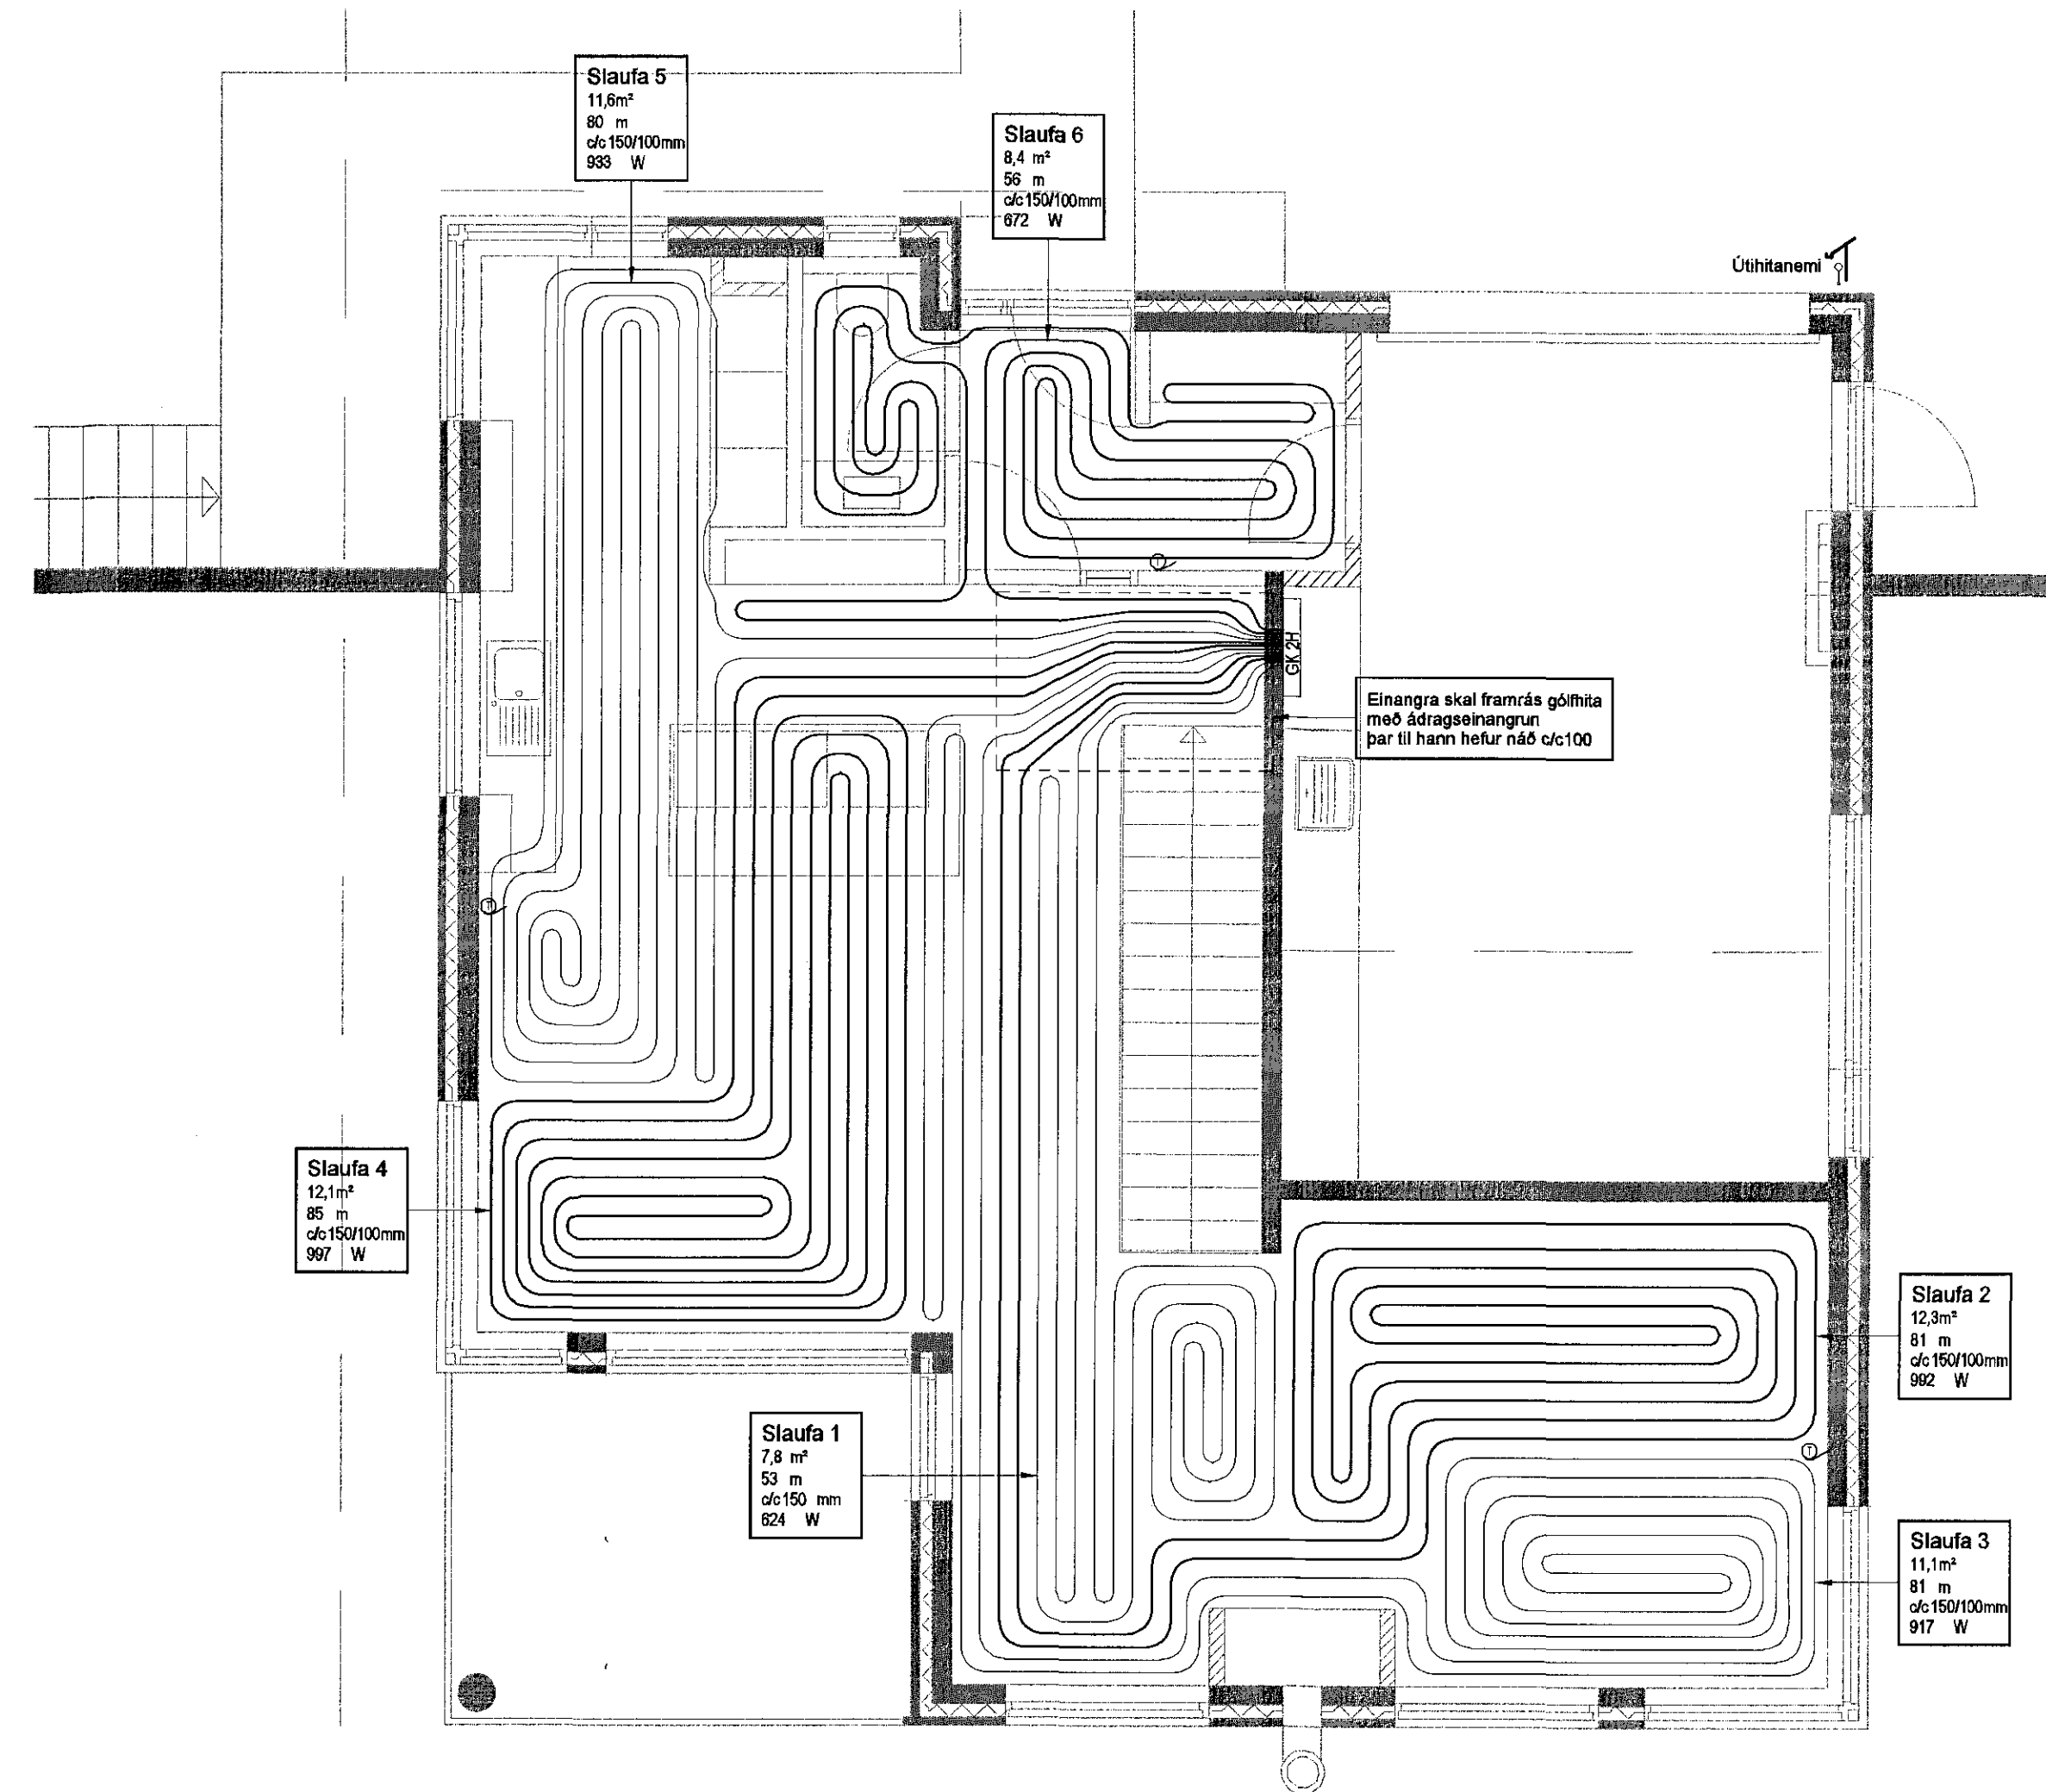 Slaufa 5
11,6m²
80 m
c/c 150/100mm
933 W
Slaufa 6
8,4 m²
56 m
c/c 150/100mm
672 W
Útihitanemi
GK 2H
Einangra skal framrás gólfhita
með ádragseinangrun
þar til hann hefur náð c/c100
T
T
Slaufa 4
12,1m²
85 m
c/c 150/100mm
997 W
Slaufa 2
12,3m²
81 m
c/c 150/100mm
992 W
Slaufa 1
7,8 m²
53 m
c/c 150 mm
624 W
T
Slaufa 3
11,1m²
81 m
c/c 150/100mm
917 W